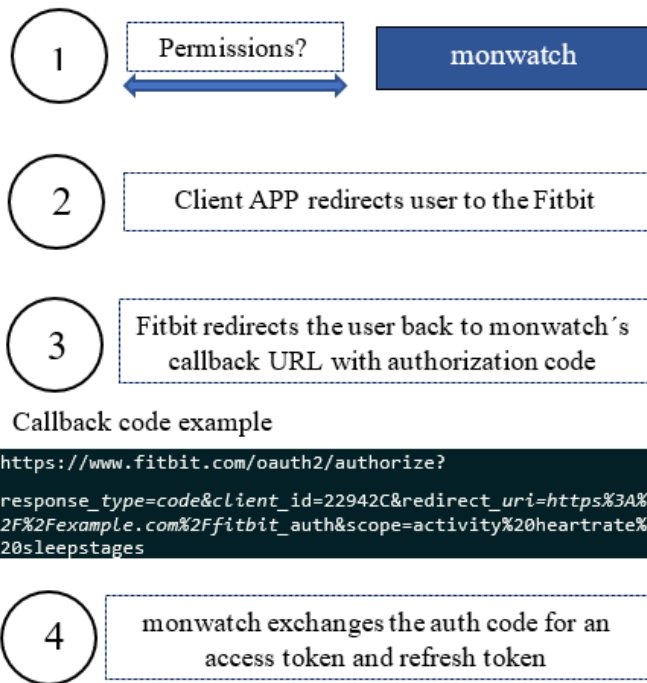 1
Permissions?
monwatch
2
Client APP redirects user to the Fitbit
3
Fitbit redirects the user back to monwatch´s
callback URL with authorization code
Callback code example
https://www.fitbit.com/oauth2/authorize?
response_type=code&client_id=22942C&redirect_uri=https%3A%
2F%2Fexample.com%2Ffitbit_auth&scope=activity%20heartrate%
20sleepstages
4
monwatch exchanges the auth code for an
access token and refresh token